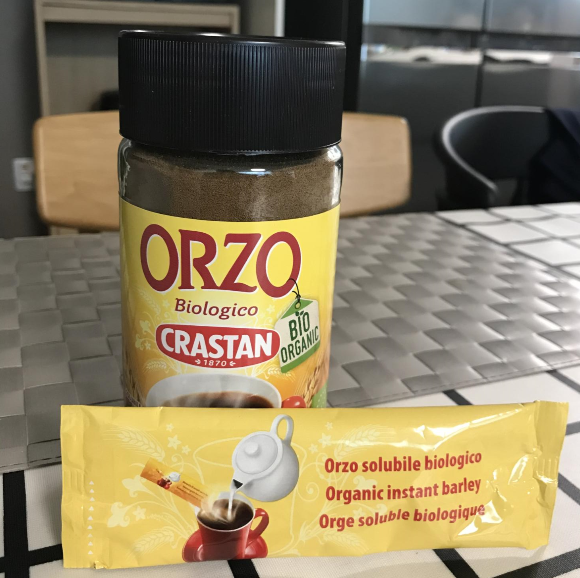 ORZO
Biologico
CRASTAN
1870
BIO
ORGANIC
Orzo solubile biologico
Organic instant barley
Orge soluble biologique